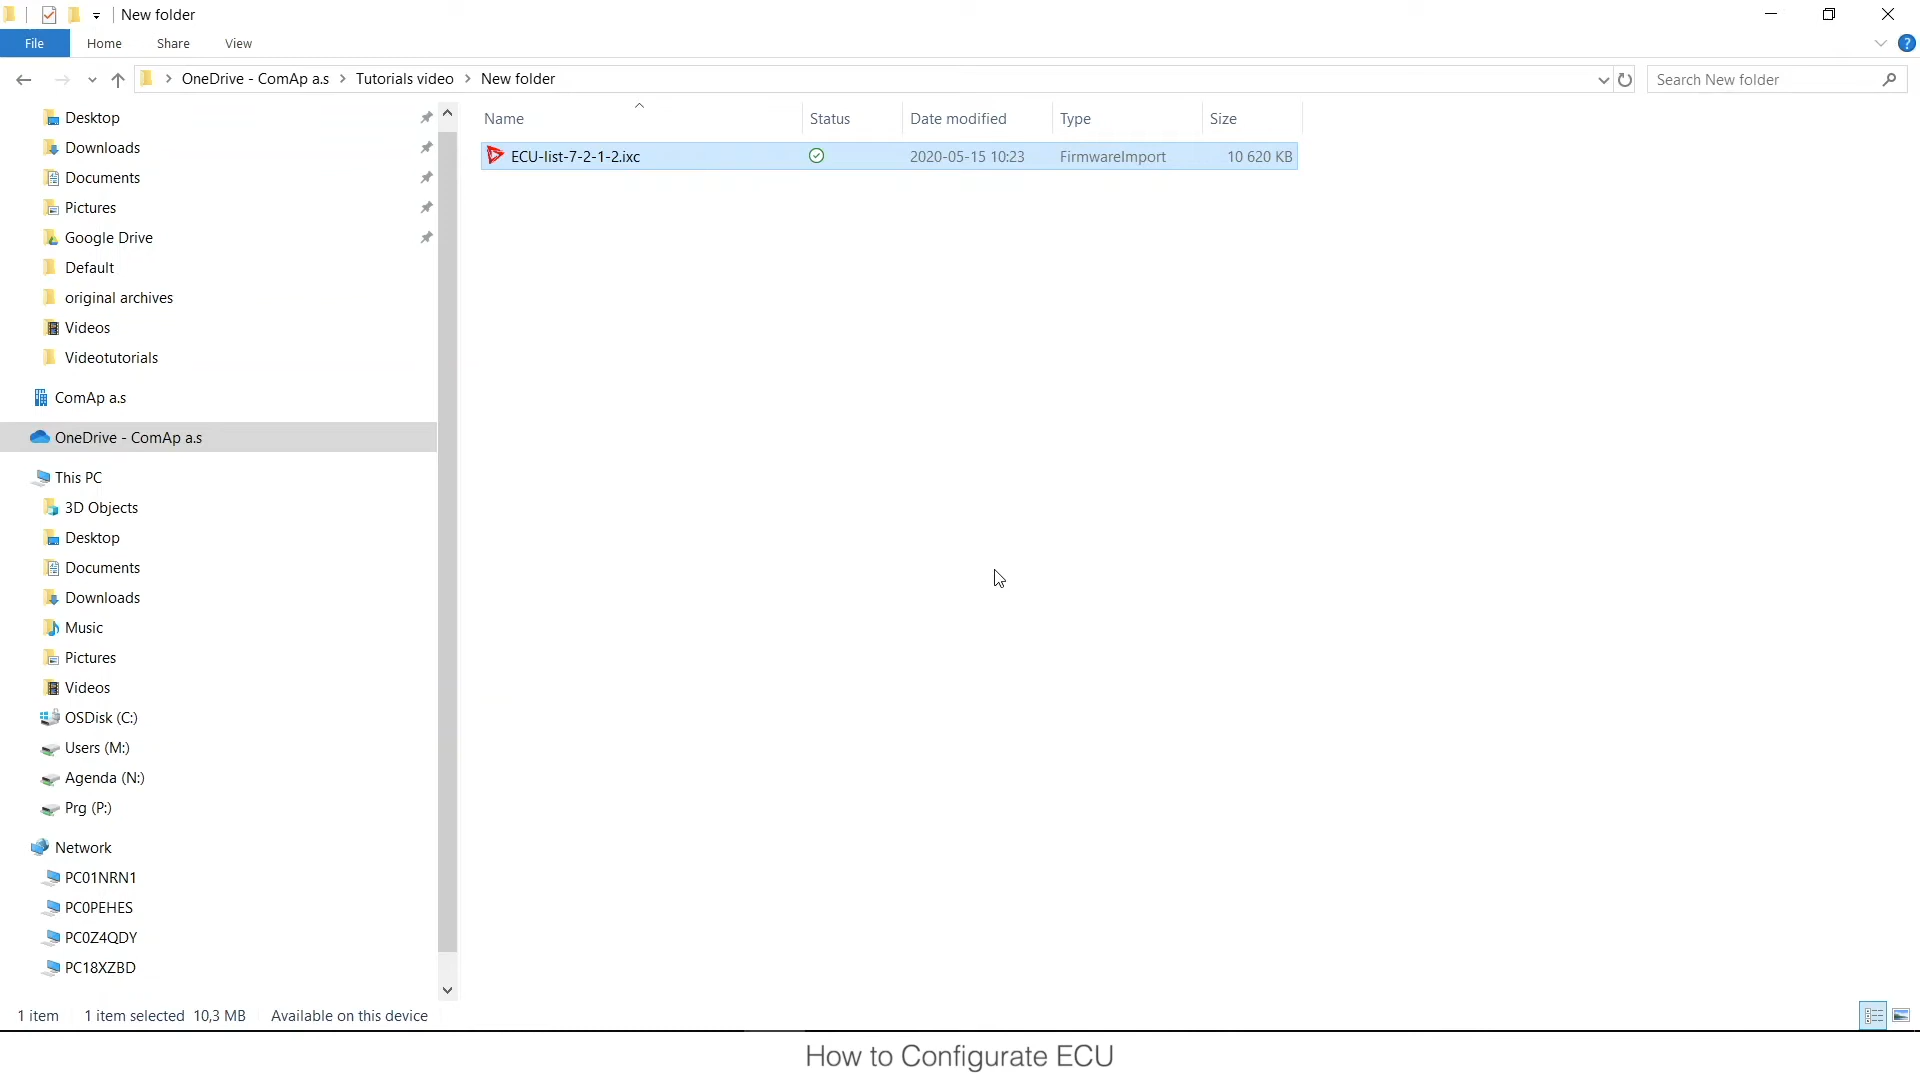 New folder
File Home Share View
OneDrive - ComAp a.s Tutorials video New folder
Search New folder
Name Status Date modified Type Size
ECU-list-7-2-1-2.ixc 2020-05-15 10:23 FirmwareImport 10 620 KB
Desktop
Downloads
Documents
Pictures
Google Drive
Default
original archives
Videos
Videotutorials
ComAp a.s
OneDrive - ComAp a.s
This PC
3D Objects
Desktop
Documents
Downloads
Music
Pictures
Videos
OSDisk (C:)
Users (M:)
Agenda (N:)
Prg (P:)
Network
PC01NRN1
PC0PEHES
PC0Z4QDY
PC18XZBD
1 item 1 item selected 10,3 MB Available on this device
How to Configurate ECU